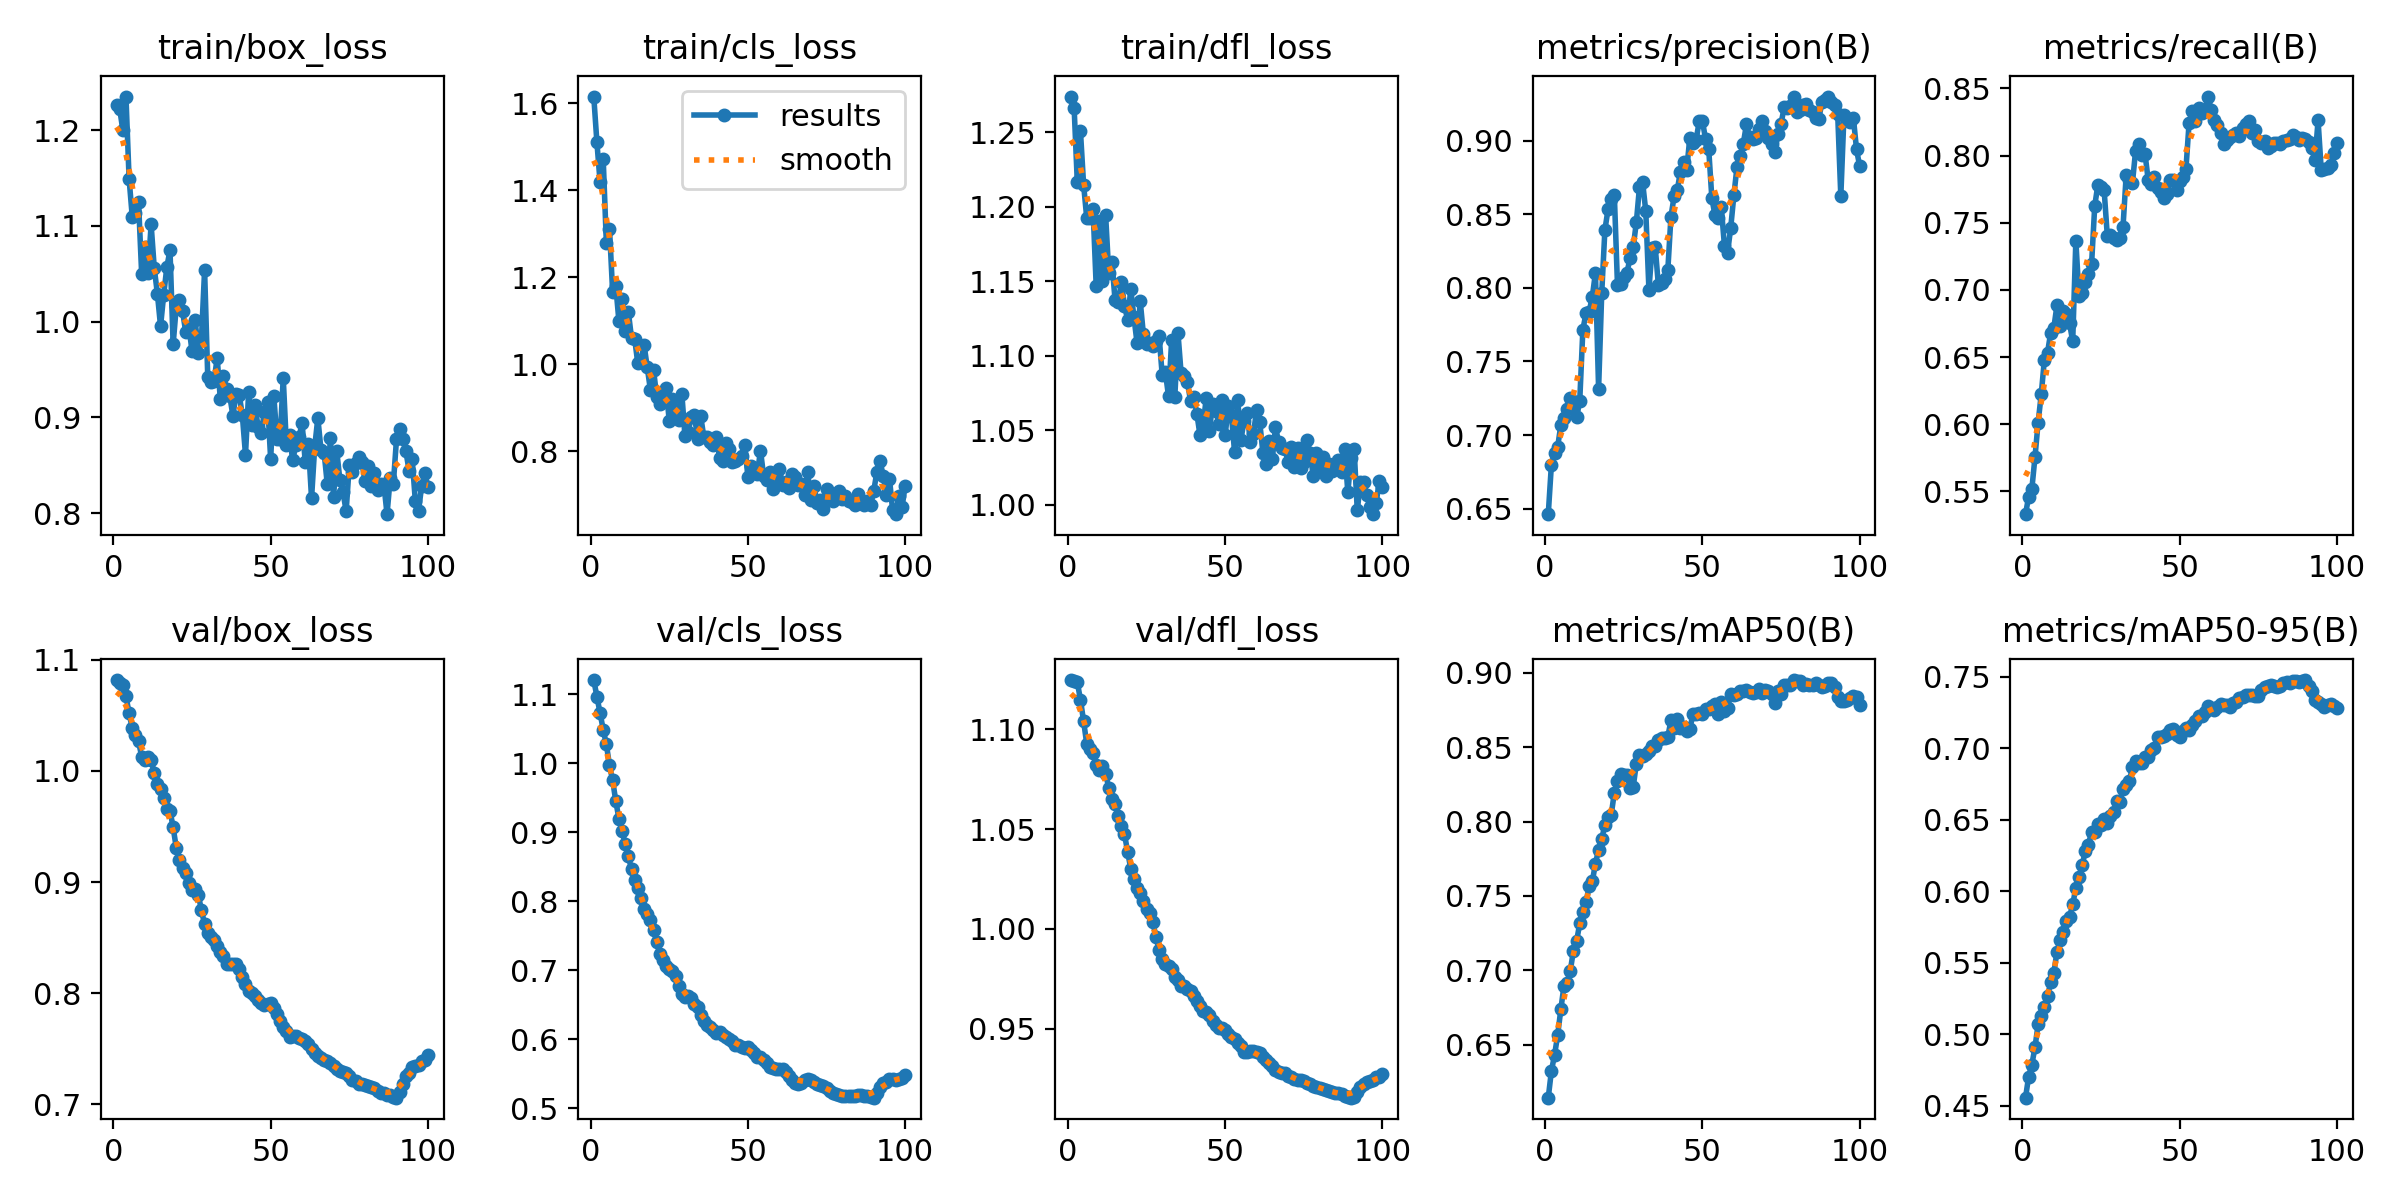 train/box_loss
1.2
1.1
1.0
0.9
0.8
0 50 100
train/cls_loss
results
smooth
1.6
1.4
1.2
1.0
0.8
0 50 100
train/dfl_loss
1.25
1.20
1.15
1.10
1.05
1.00
0 50 100
metrics/precision(B)
0.90
0.85
0.80
0.75
0.70
0.65
0 50 100
metrics/recall(B)
0.85
0.80
0.75
0.70
0.65
0.60
0.55
0 50 100
val/box_loss
1.1
1.0
0.9
0.8
0.7
0 50 100
val/cls_loss
1.1
1.0
0.9
0.8
0.7
0.6
0.5
0 50 100
val/dfl_loss
1.10
1.05
1.00
0.95
0 50 100
metrics/mAP50(B)
0.90
0.85
0.80
0.75
0.70
0.65
0 50 100
metrics/mAP50-95(B)
0.75
0.70
0.65
0.60
0.55
0.50
0.45
0 50 100